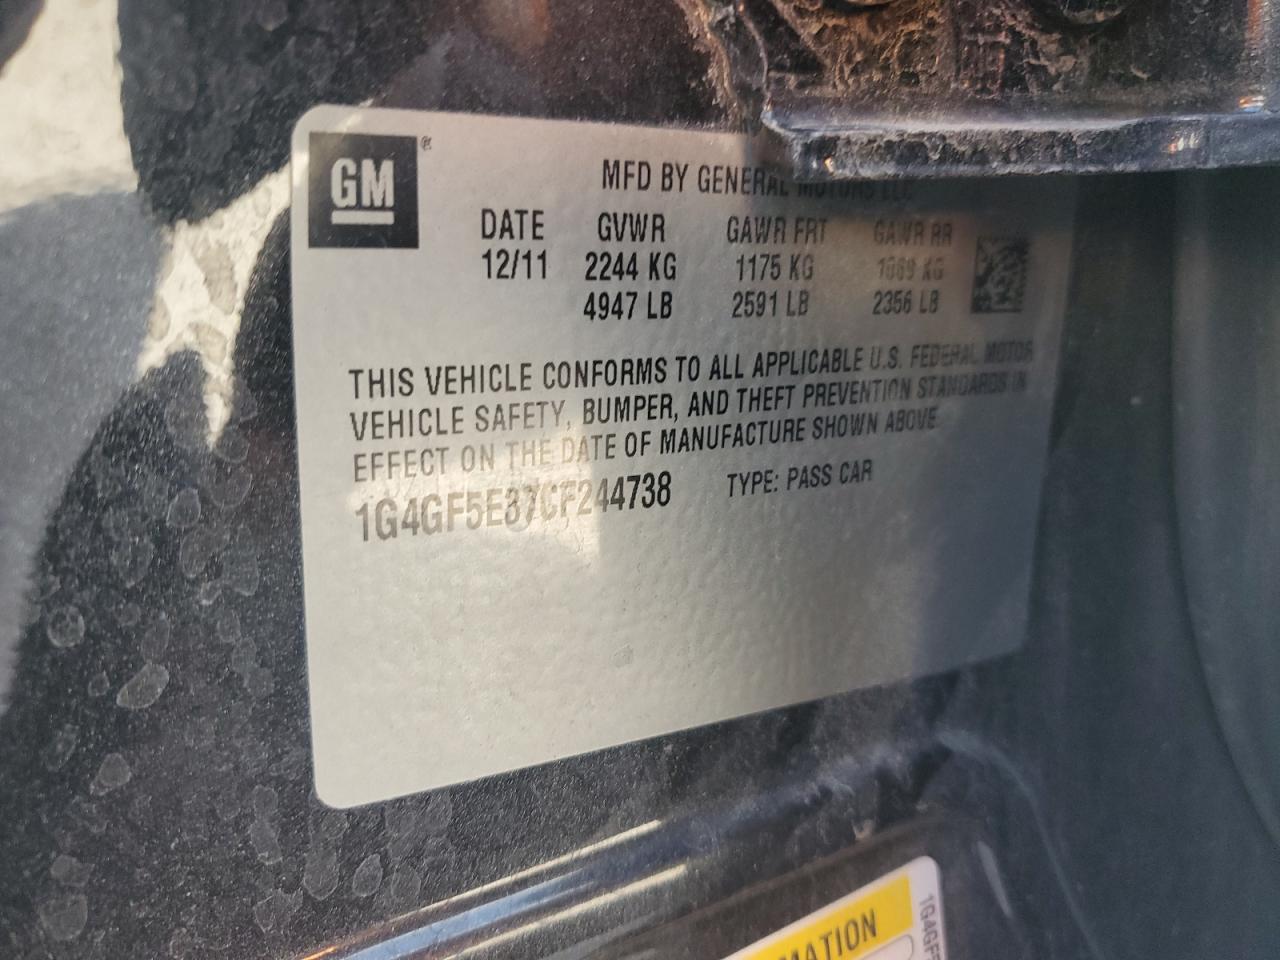 GM®
MFD BY GENERAL MOTORS LLC
DATE GVWR GAWR FRT GAWR RR
12/11 2244 KG 1175 KG 1069 KG
4947 LB 2591 LB 2356 LB
THIS VEHICLE CONFORMS TO ALL APPLICABLE U.S. FEDERAL MOTOR
VEHICLE SAFETY, BUMPER, AND THEFT PREVENTION STANDARDS IN
EFFECT ON THE DATE OF MANUFACTURE SHOWN ABOVE
1G4GF5E37CF244738 TYPE: PASS CAR
MATION
1G4GF5